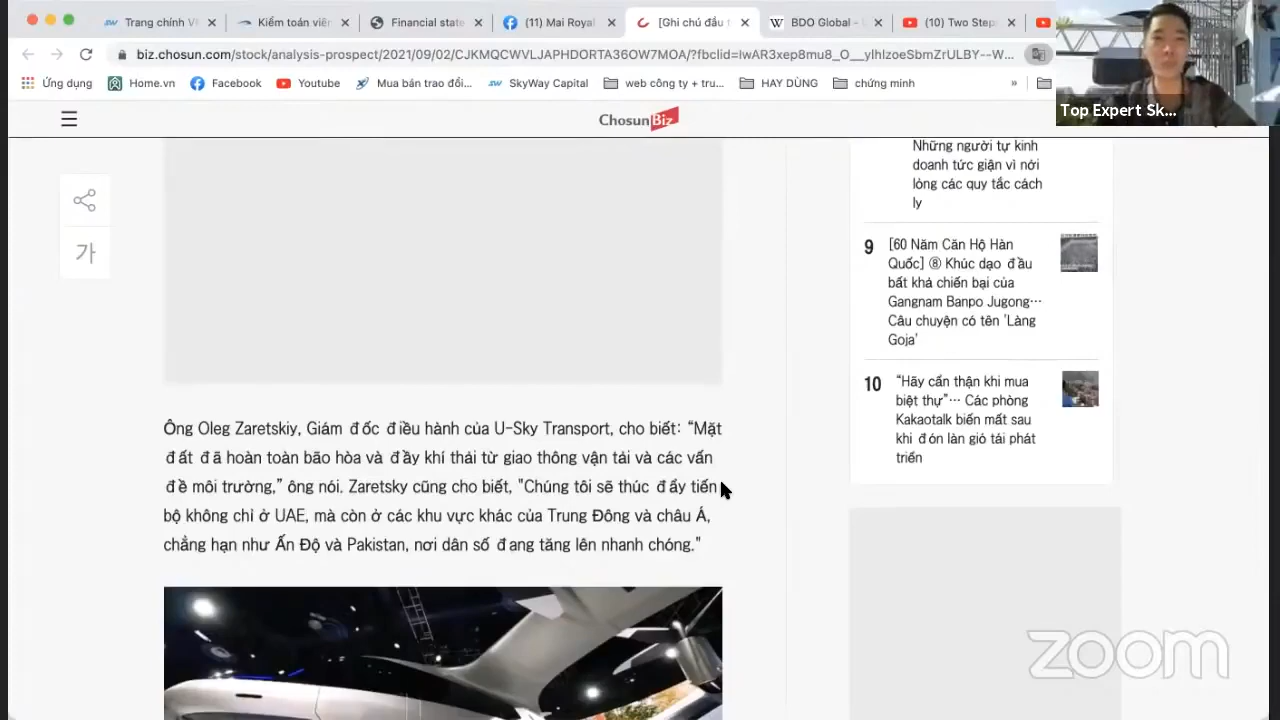 Trang chính V
Kiểm toán viên
Financial state
(11) Mai Royal
[Ghi chú đầu t
BDO Global -
(10) Two Step
biz.chosun.com/stock/analysis-prospect/2021/09/02/CJKMQCWVLJAPHDORTA36OW7MOA/?fbclid=IwAR3xep8mu8_O__ylhIzoeSbmZrULBY--W...
Ứng dụng
Home.vn
Facebook
Youtube
Mua bán trao đổi...
SkyWay Capital
web công ty + tru...
HAY DÙNG
chứng minh
»
Top Expert Sk...
ChosunBiz
가
Những người tự kinh
doanh tức giận vì nới
lỏng các quy tắc cách
ly
9
[60 Năm Căn Hộ Hàn
Quốc] ⑧ Khúc dạo đầu
bất khả chiến bại của
Gangnam Banpo Jugong…
Câu chuyện có tên 'Làng
Goja'
10
“Hãy cẩn thận khi mua
biệt thự”… Các phòng
Kakaotalk biến mất sau
khi đón làn gió tái phát
triển
Ông Oleg Zaretskiy, Giám đốc điều hành của U-Sky Transport, cho biết: “Mặt
đất đã hoàn toàn bão hòa và đầy khí thải từ giao thông vận tải và các vấn
đề môi trường,” ông nói. Zaretsky cũng cho biết, "Chúng tôi sẽ thúc đẩy tiến
bộ không chỉ ở UAE, mà còn ở các khu vực khác của Trung Đông và châu Á,
chẳng hạn như Ấn Độ và Pakistan, nơi dân số đang tăng lên nhanh chóng."
zoom